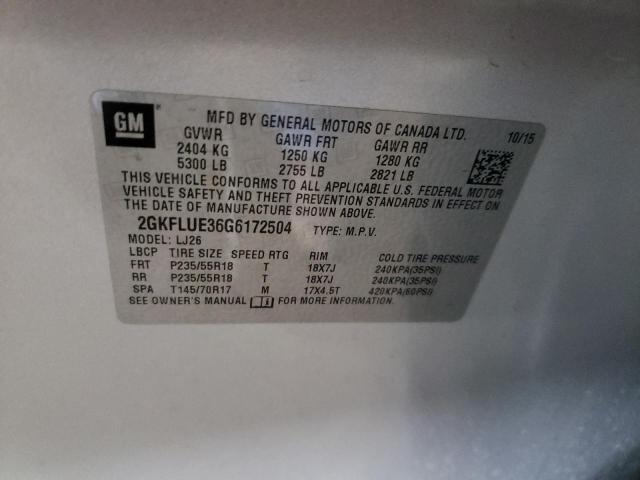 GM
MFD BY GENERAL MOTORS OF CANADA LTD.
10/15
GVWR GAWR FRT GAWR RR
2404 KG 1250 KG 1280 KG
5300 LB 2755 LB 2821 LB
THIS VEHICLE CONFORMS TO ALL APPLICABLE U.S. FEDERAL MOTOR
VEHICLE SAFETY AND THEFT PREVENTION STANDARDS IN EFFECT ON
THE DATE OF MANUFACTURE SHOWN ABOVE.
2GKFLUE36G6172504 TYPE: M.P.V.
MODEL: LJ26
LBCP TIRE SIZE SPEED RTG RIM COLD TIRE PRESSURE
FRT P235/55R18 T 18X7J 240KPA(35PSI)
RR P235/55R18 T 18X7J 240KPA(35PSI)
SPA T145/70R17 M 17X4.5T 420KPA(60PSI)
SEE OWNER'S MANUAL FOR MORE INFORMATION.